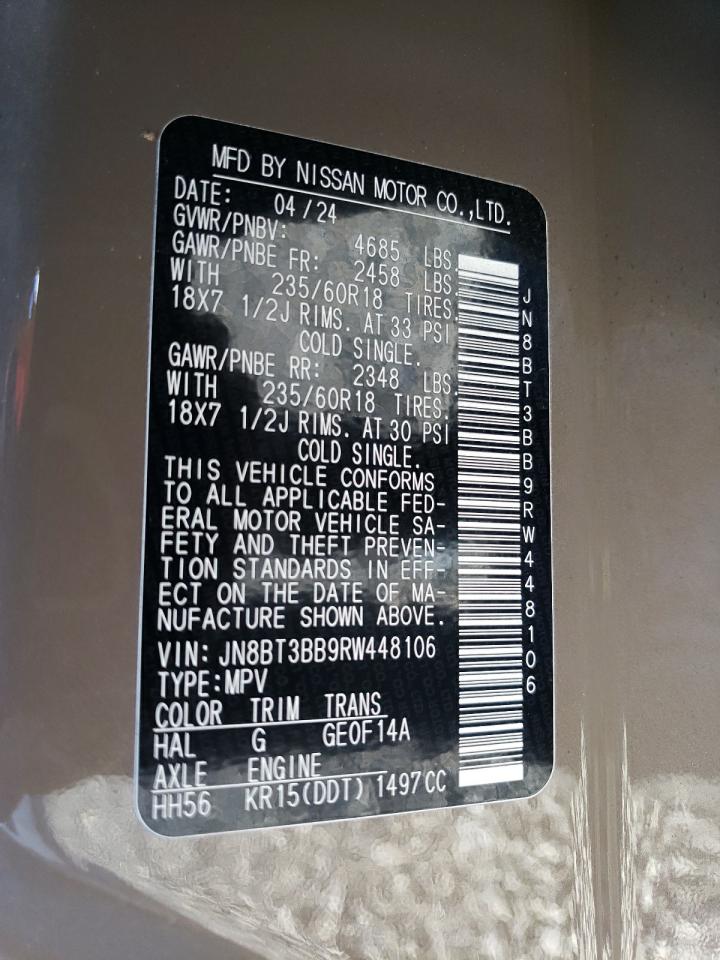 MFD BY NISSAN MOTOR CO.,LTD.
DATE: 04/24
GVWR/PNBV: 4685 LBS.
GAWR/PNBE FR: 2458 LBS.
WITH 235/60R18 TIRES.
18X7 1/2J RIMS. AT 33 PSI
COLD SINGLE.
GAWR/PNBE RR: 2348 LBS.
WITH 235/60R18 TIRES.
18X7 1/2J RIMS. AT 30 PSI
COLD SINGLE.
THIS VEHICLE CONFORMS
TO ALL APPLICABLE FED-
ERAL MOTOR VEHICLE SA-
FETY AND THEFT PREVEN-
TION STANDARDS IN EFF-
ECT ON THE DATE OF MA-
NUFACTURE SHOWN ABOVE.
VIN: JN8BT3BB9RW448106
TYPE:MPV
COLOR TRIM TRANS
HAL G GE0F14A
AXLE ENGINE
HH56 KR15(DDT) 1497CC
JN8BT3BB9RW448106